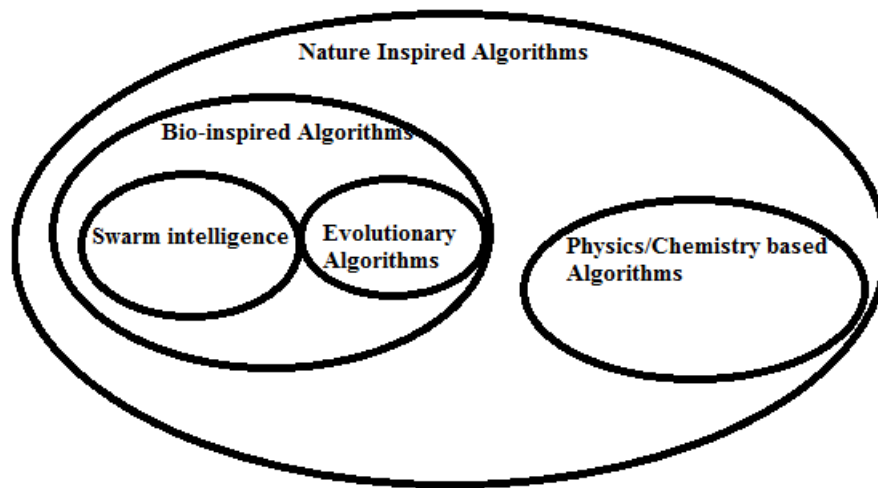 Nature Inspired Algorithms
Bio-inspired Algorithms
Swarm intelligence
Evolutionary
Algorithms
Physics/Chemistry based
Algorithms